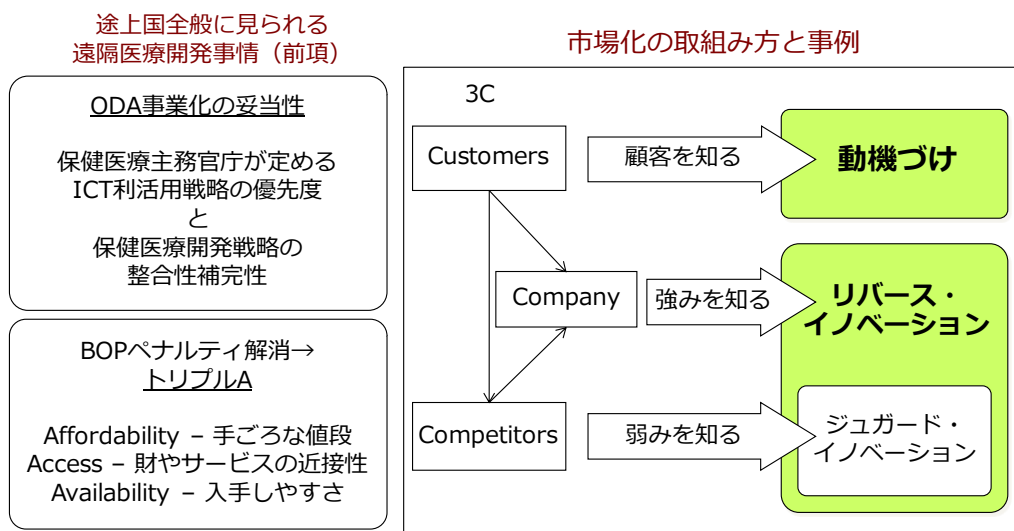 途上国全般に見られる
遠隔医療開発事情（前項）
ODA事業化の妥当性
保健医療主務官庁が定める
ICT利活用戦略の優先度
と
保健医療開発戦略の
整合性補完性
BOPペナルティ解消→
トリプルA
Affordability – 手ごろな値段
Access – 財やサービスの近接性
Availability – 入手しやすさ
市場化の取組み方と事例
3C
Customers
顧客を知る
動機づけ
Company
強みを知る
リバース・
イノベーション
Competitors
弱みを知る
ジュガード・
イノベーション